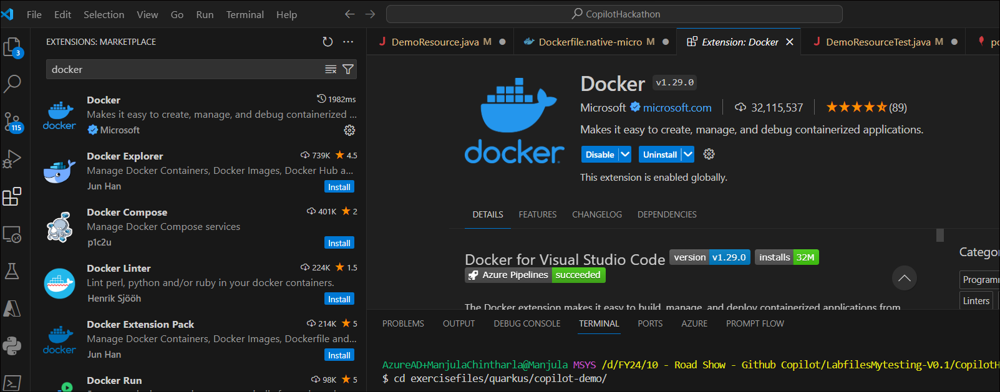 File Edit Selection View Go Run Terminal Help CopilotHackathon
EXTENSIONS: MARKETPLACE
3
115
docker
Docker 1982ms
Makes it easy to create, manage, and debug containerized ...
docker Microsoft
Docker Explorer 739K 4.5
Manage Docker Containers, Docker Images, Docker Hub a...
Jun Han Install
Docker Compose 401K 2
Manage Docker Compose services
p1c2u Install
Docker Linter 224K 1.5
Lint perl, python and/or ruby in your docker containers.
Henrik Sjööh Install
Docker Extension Pack 214K 5
Manage Docker Containers, Docker Images, Dockerfile and...
docker Jun Han Install
Docker Run 98K 5
J DemoResource.java M Dockerfile.native-micro M Extension: Docker J DemoResourceTest.java M
docker
Docker v1.29.0
Microsoft microsoft.com 32,115,537 (89)
Makes it easy to create, manage, and debug containerized applications.
Disable Uninstall
This extension is enabled globally.
DETAILS FEATURES CHANGELOG DEPENDENCIES
Docker for Visual Studio Code version v1.29.0 installs 32M
Azure Pipelines succeeded
The Docker extension makes it easy to build, manage, and deploy containerized applications from
Categor
Programm
Linters
PROBLEMS OUTPUT DEBUG CONSOLE TERMINAL PORTS AZURE PROMPT FLOW
AzureAD+ManjulaChintharla@Manjula MSYS /d/FY24/10 - Road Show - Github Copilot/LabfilesMytesting-V0.1/CopilotH
$ cd exercisefiles/quarkus/copilot-demo/